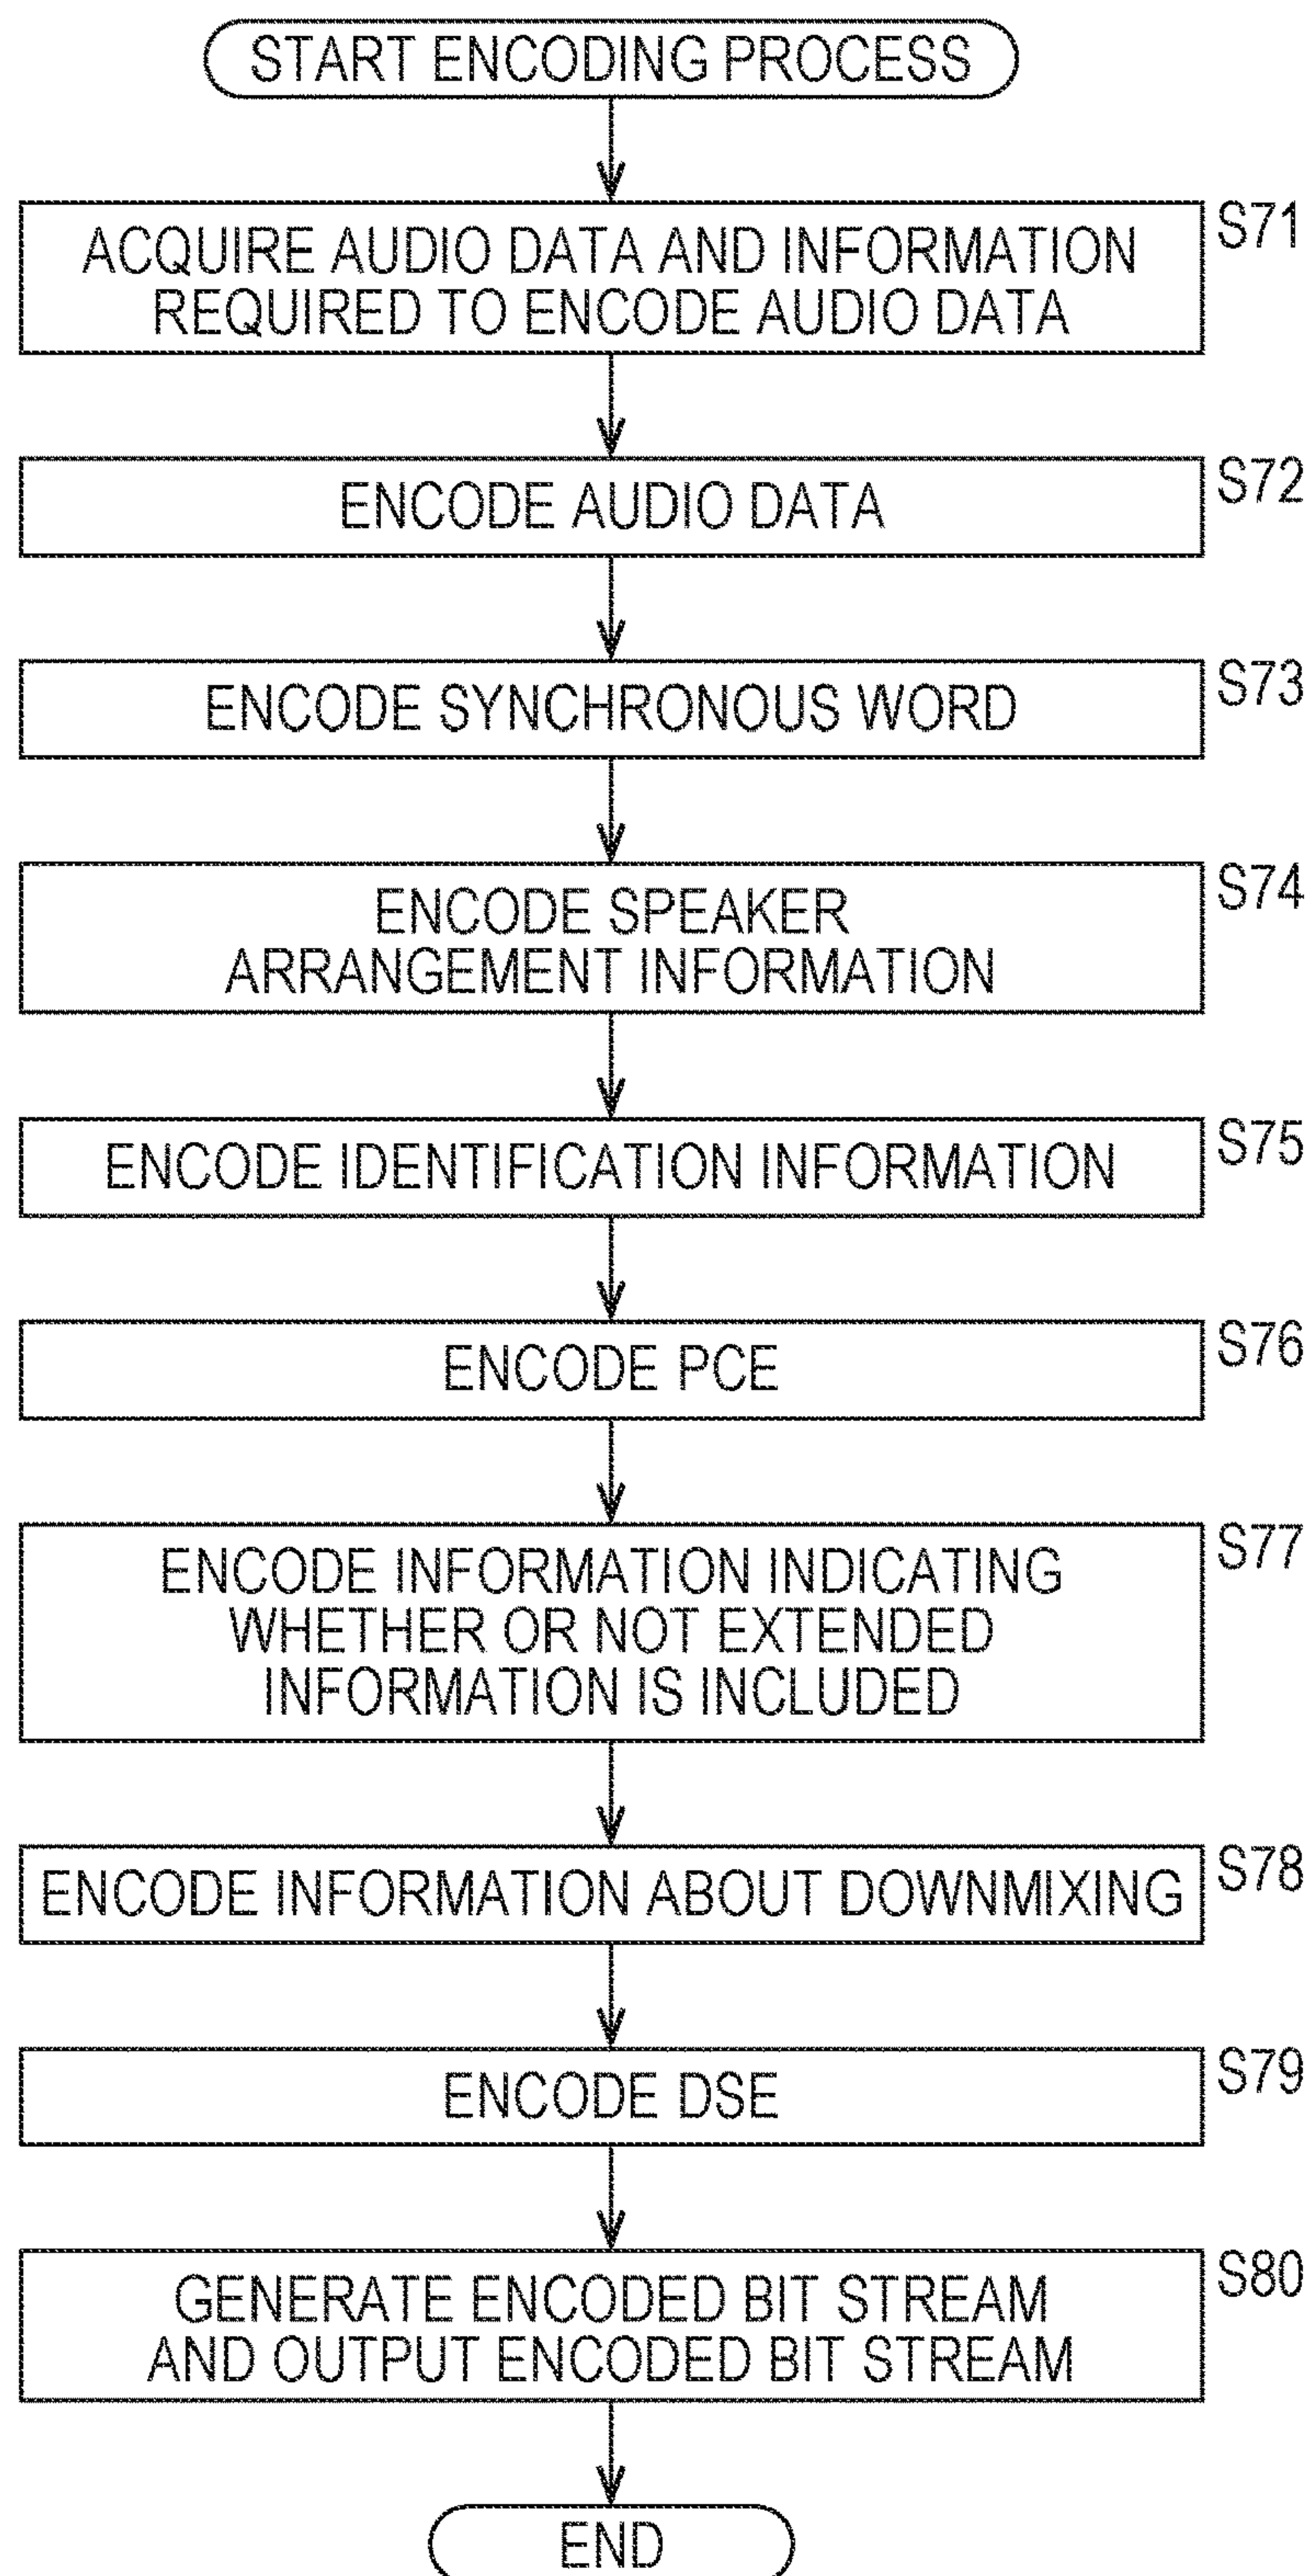 START ENCODING PROCESS
S71
ACQUIRE AUDIO DATA AND INFORMATION
REQUIRED TO ENCODE AUDIO DATA
S72
ENCODE AUDIO DATA
S73
ENCODE SYNCHRONOUS WORD
S74
ENCODE SPEAKER
ARRANGEMENT INFORMATION
S75
ENCODE IDENTIFICATION INFORMATION
S76
ENCODE PCE
S77
ENCODE INFORMATION INDICATING
WHETHER OR NOT EXTENDED
INFORMATION IS INCLUDED
S78
ENCODE INFORMATION ABOUT DOWNMIXING
S79
ENCODE DSE
S80
GENERATE ENCODED BIT STREAM
AND OUTPUT ENCODED BIT STREAM
END